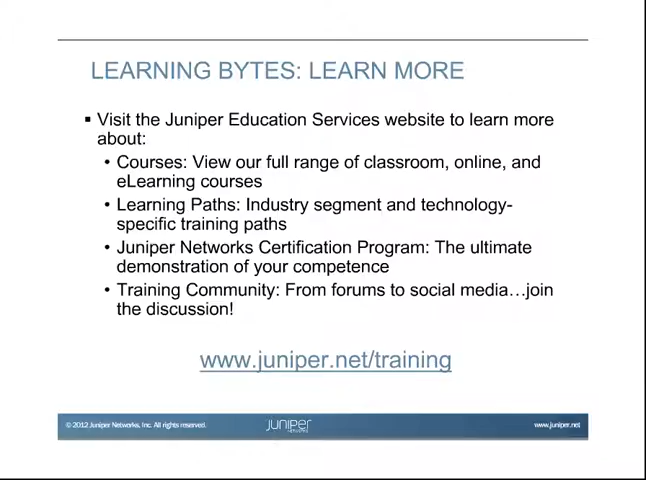 LEARNING BYTES: LEARN MORE
▪ Visit the Juniper Education Services website to learn more
about:
• Courses: View our full range of classroom, online, and
eLearning courses
• Learning Paths: Industry segment and technology-
specific training paths
• Juniper Networks Certification Program: The ultimate
demonstration of your competence
• Training Community: From forums to social media…join
the discussion!
www.juniper.net/training
© 2012 Juniper Networks, Inc. All rights reserved.
JUNIPER
NETWORKS
www.juniper.net